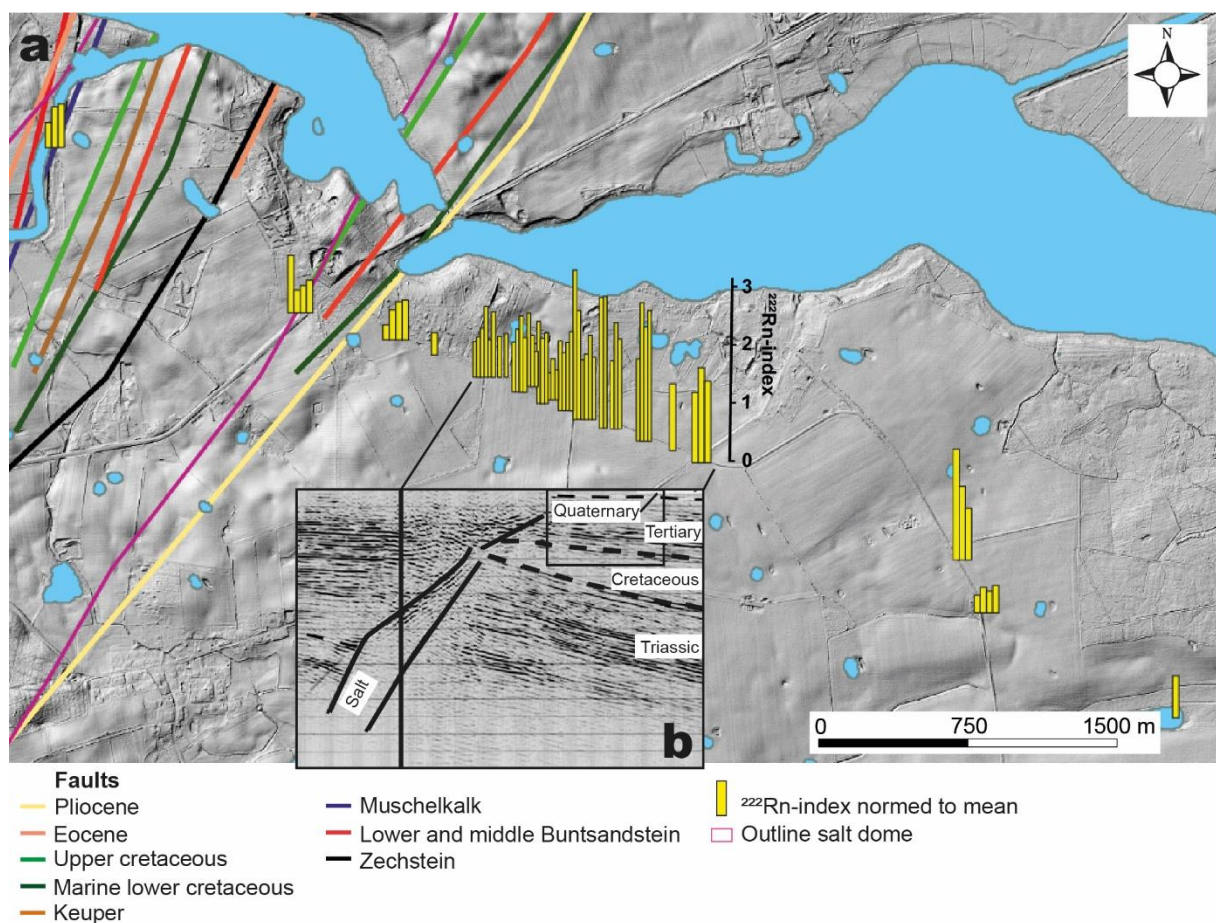 a
N
3
2
1
0
²²²Rn-index
Quaternary
Tertiary
Cretaceous
Triassic
Salt
b
0 750 1500 m
Faults
Pliocene
Eocene
Upper cretaceous
Marine lower cretaceous
Keuper
Muschelkalk
Lower and middle Buntsandstein
Zechstein
²²²Rn-index normed to mean
Outline salt dome